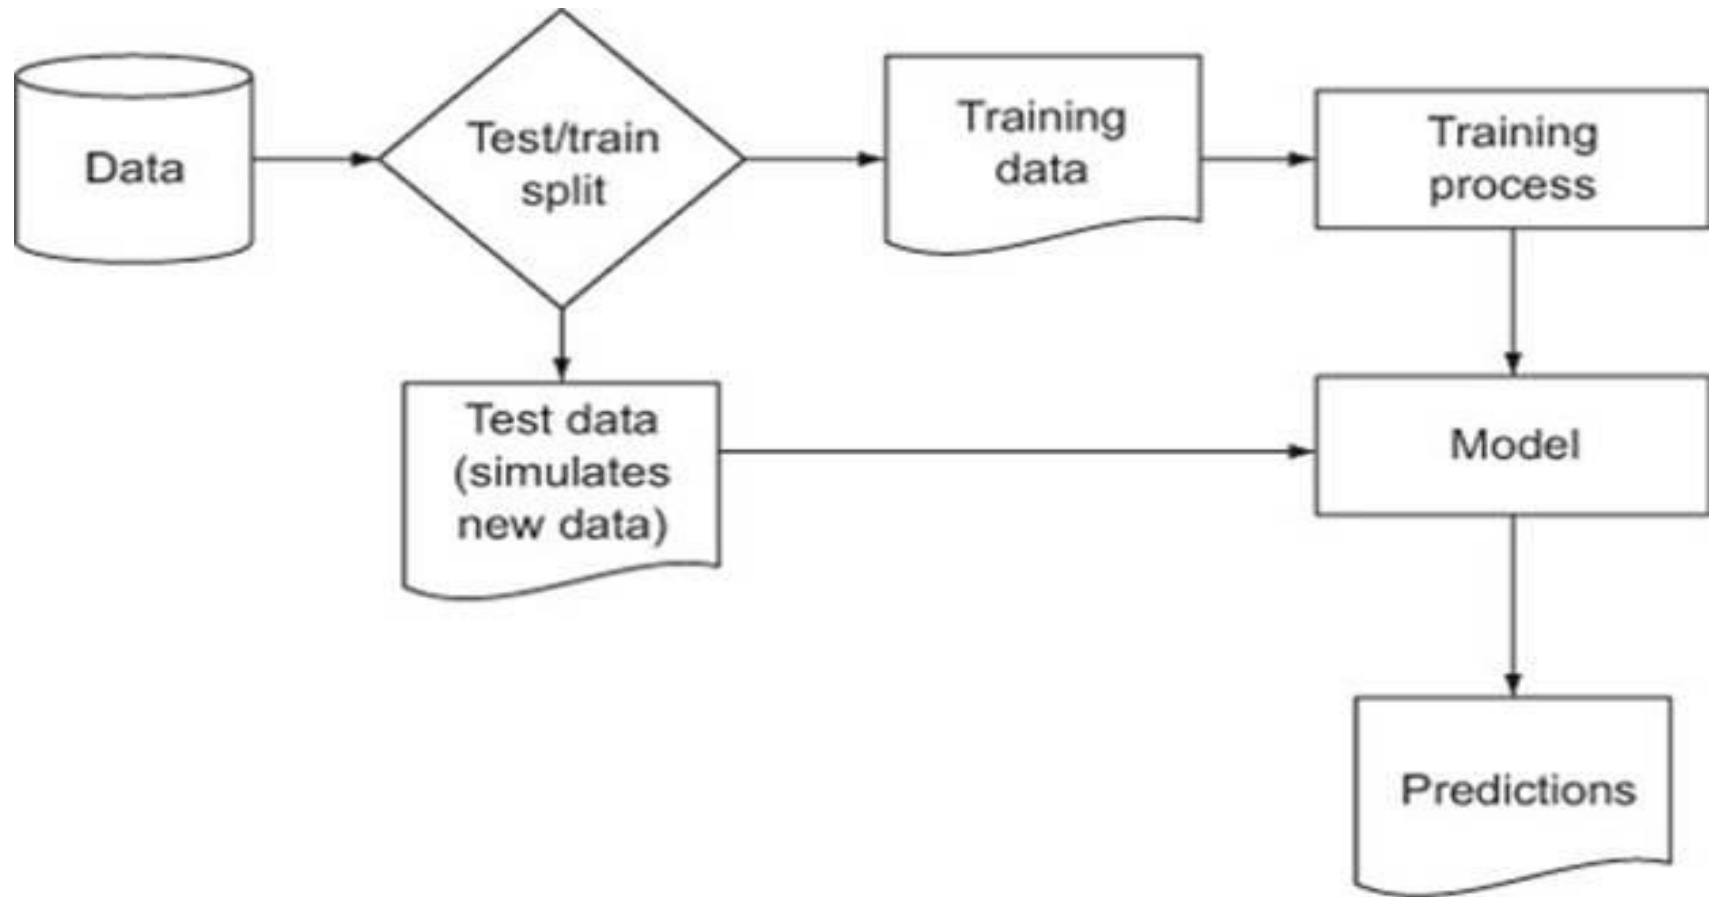 Data
Test/train
split
Training
data
Training
process
Test data
(simulates
new data)
Model
Predictions